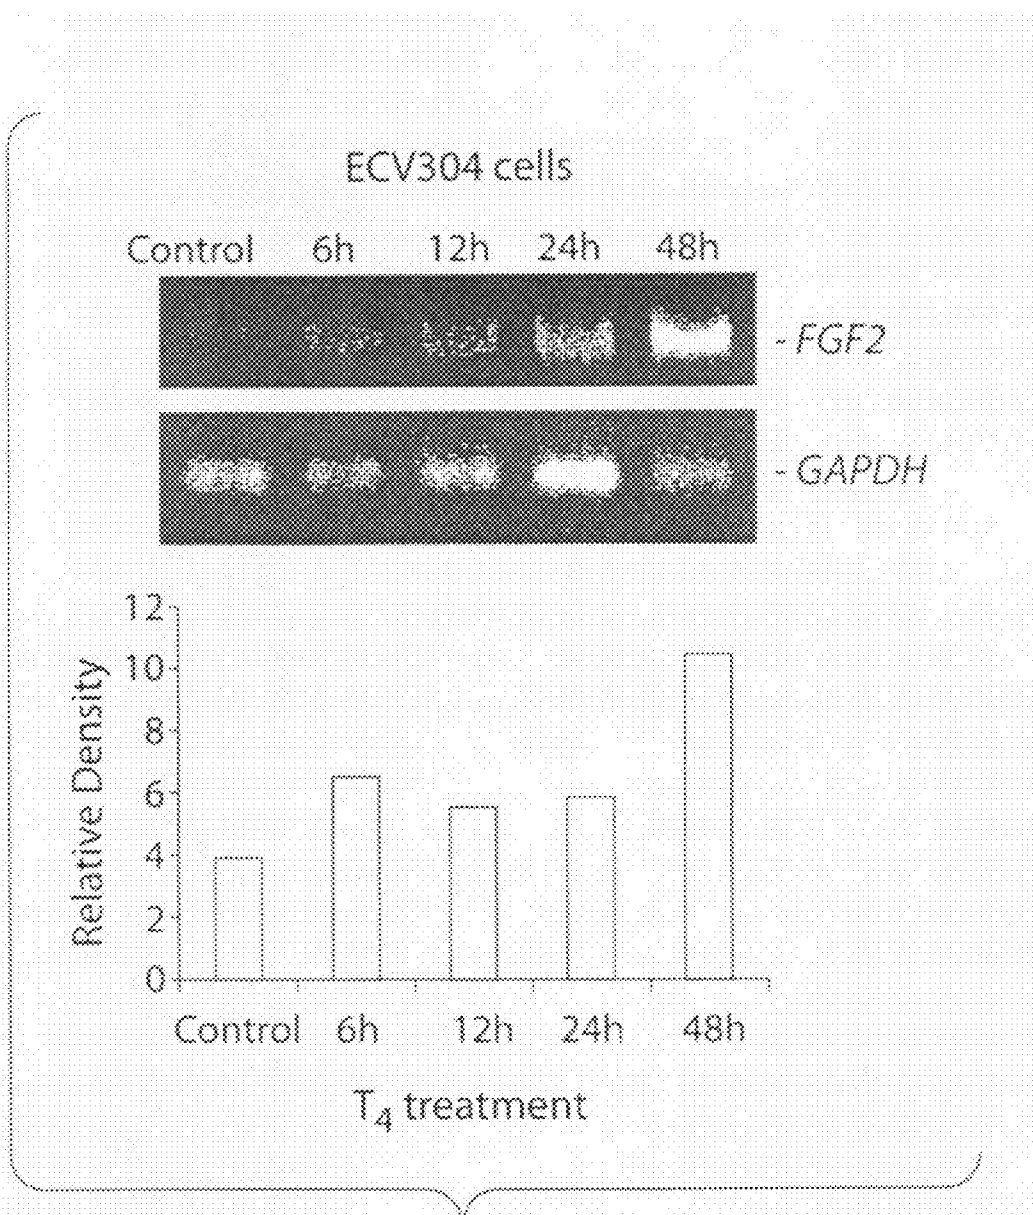 ECV304 cells
Control 6h 12h 24h 48h
- FGF2
- GAPDH
12
10
8
6
4
2
0
Relative Density
Control 6h 12h 24h 48h
T₄ treatment